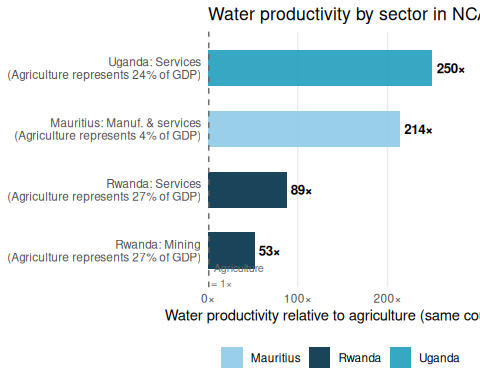 Water productivity by sector in NCA
Uganda: Services
(Agriculture represents 24% of GDP)
250×
Mauritius: Manuf. & services
(Agriculture represents 4% of GDP)
214×
Rwanda: Services
(Agriculture represents 27% of GDP)
89×
Rwanda: Mining
(Agriculture represents 27% of GDP)
53×
Agriculture
= 1×
0×
100×
200×
Water productivity relative to agriculture (same cou
Mauritius
Rwanda
Uganda